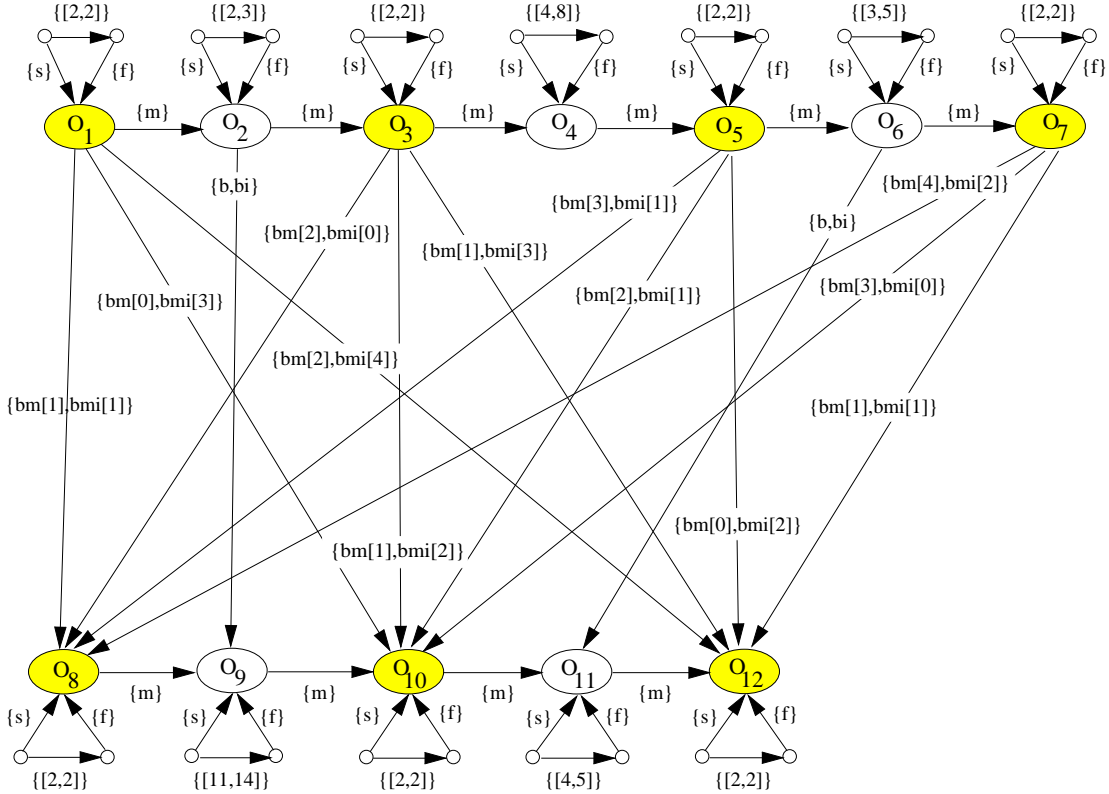 {[2,2]} {[2,3]} {[2,2]} {[4,8]} {[2,2]} {[3,5]} {[2,2]}
{s} {f} {s} {f} {s} {f} {s} {f} {s} {f} {s} {f} {s} {f}
O1 {m} O2 {m} O3 {m} O4 {m} O5 {m} O6 {m} O7
{b,bi} {bm[4],bmi[2]}
{bm[3],bmi[1]}
{bm[2],bmi[0]} {b,bi}
{bm[1],bmi[3]}
{bm[0],bmi[3]} {bm[2],bmi[1]} {bm[3],bmi[0]}
{bm[2],bmi[4]}
{bm[1],bmi[1]} {bm[1],bmi[1]}
{bm[0],bmi[2]}
{bm[1],bmi[2]}
O8 {m} O9 {m} O10 {m} O11 {m} O12
{s} {f} {s} {f} {s} {f} {s} {f} {s} {f}
{[2,2]} {[11,14]} {[2,2]} {[4,5]} {[2,2]}